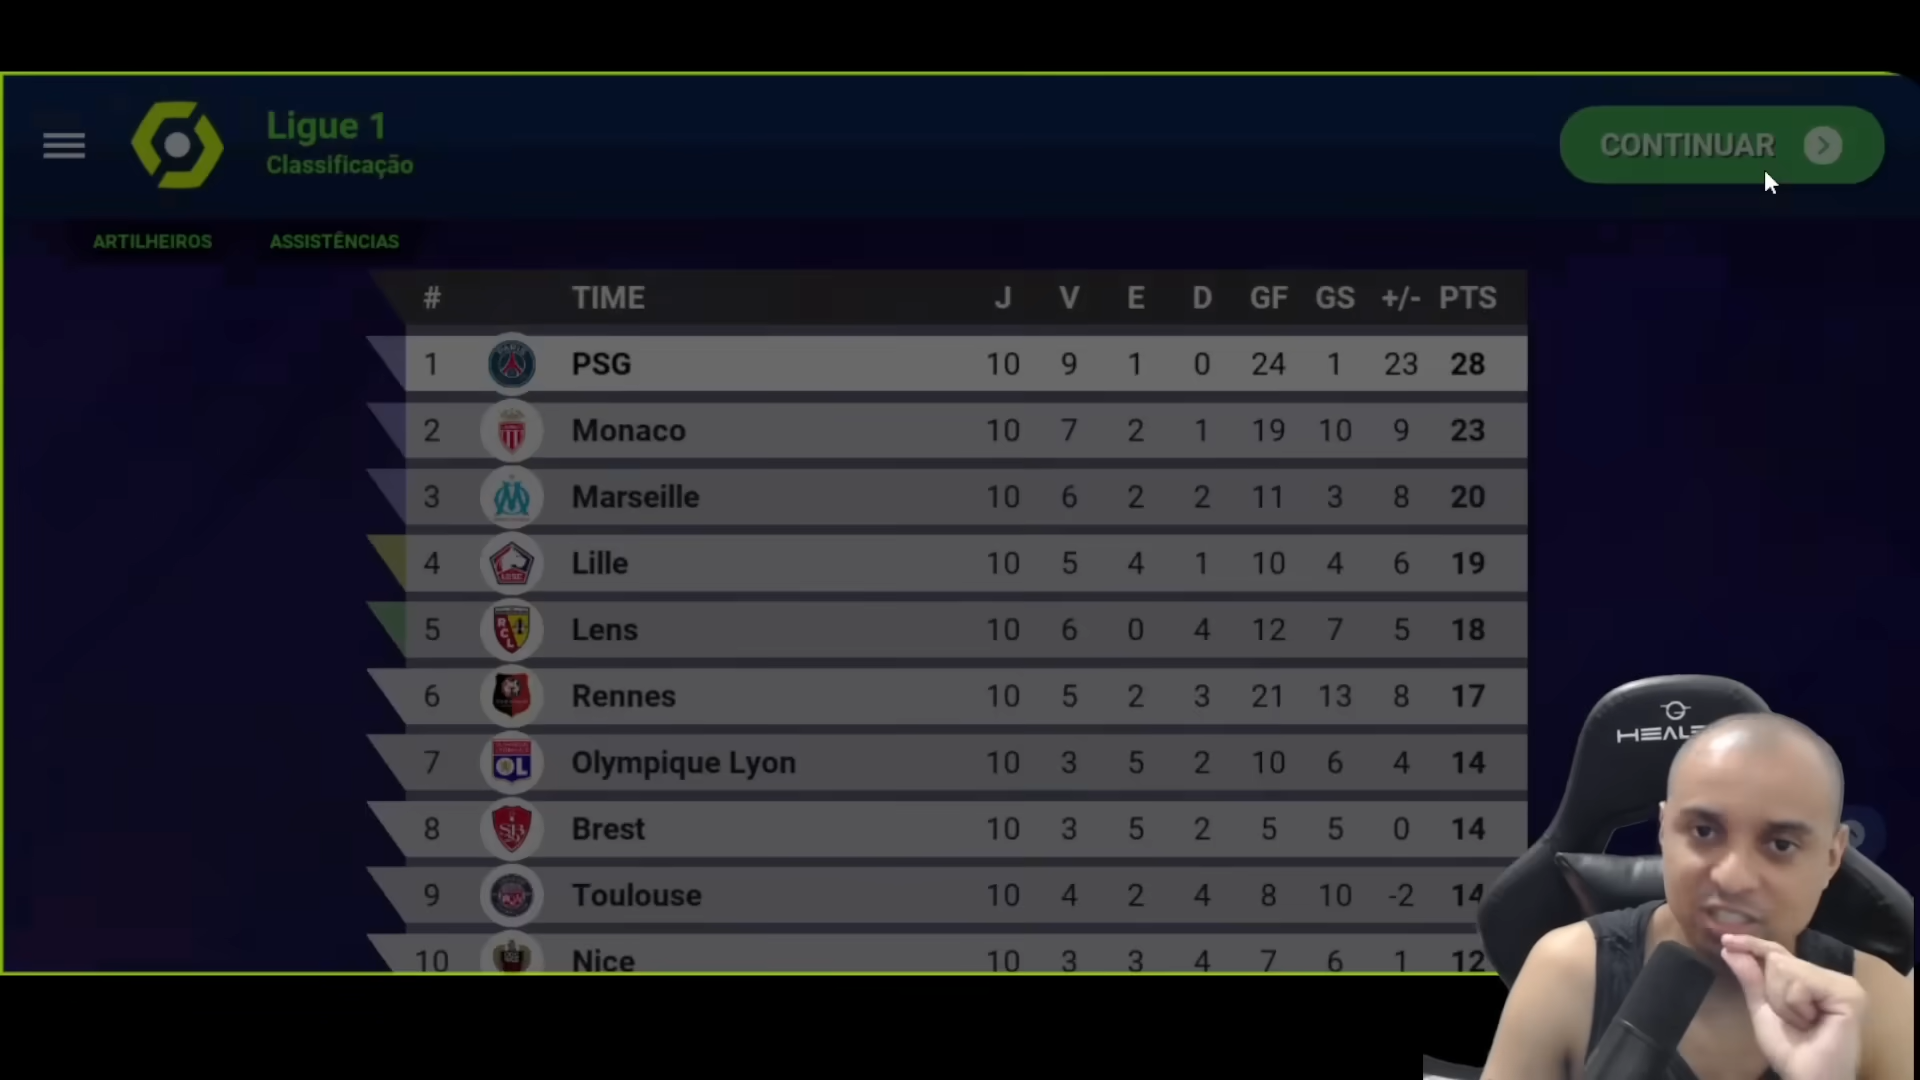 Ligue 1
Classificação
CONTINUAR
ARTILHEIROS ASSISTÊNCIAS
# TIME J V E D GF GS +/- PTS
1 PSG 10 9 1 0 24 1 23 28
2 Monaco 10 7 2 1 19 10 9 23
3 Marseille 10 6 2 2 11 3 8 20
4 Lille 10 5 4 1 10 4 6 19
5 RCL Lens 10 6 0 4 12 7 5 18
6 Rennes 10 5 2 3 21 13 8 17
7 OL Olympique Lyon 10 3 5 2 10 6 4 14
8 SB Brest 10 3 5 2 5 5 0 14
9 Toulouse 10 4 2 4 8 10 -2 14
10 Nice 10 3 3 4 7 6 1 12